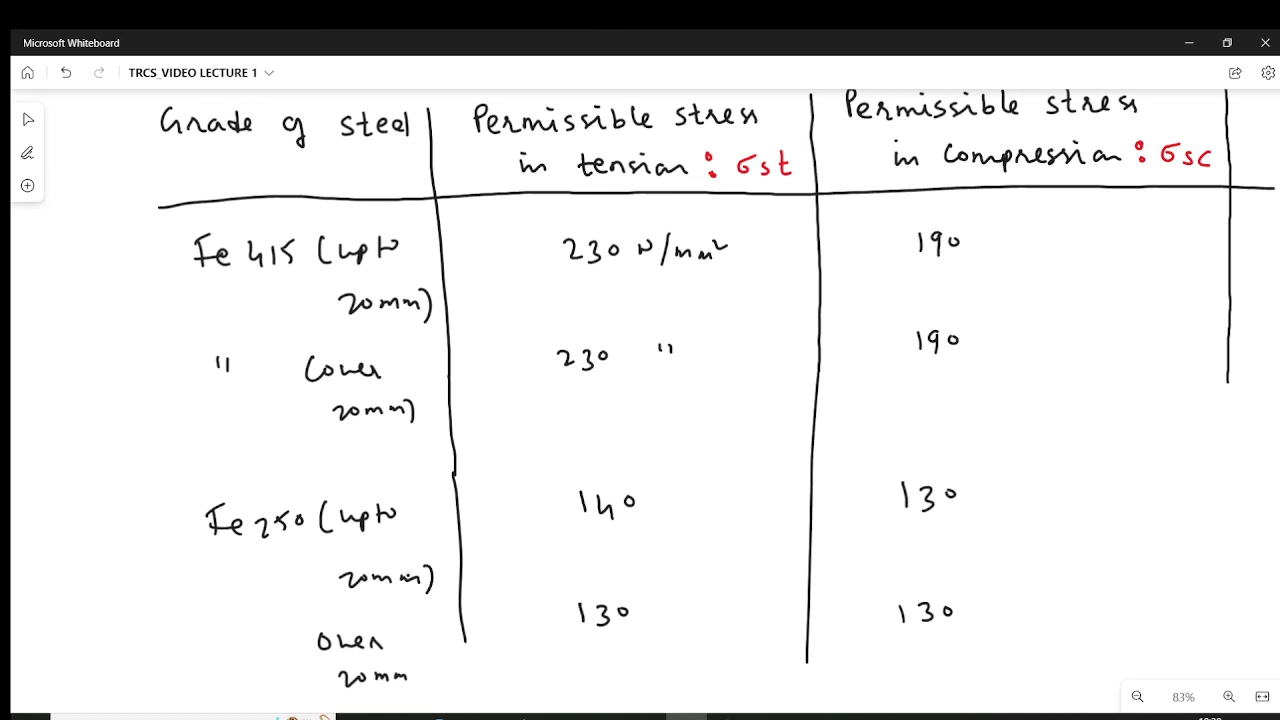 Microsoft Whiteboard
TRCS_VIDEO LECTURE 1
Grade of steel
Permissible stress
in tension : σst
Permissible stress
in compression : σsc
Fe 415 (upto
20mm)
230 N/mm²
190
" (over
20mm)
230 "
190
Fe 250 (upto
20mm)
140
130
Over
20mm
130
130
83%